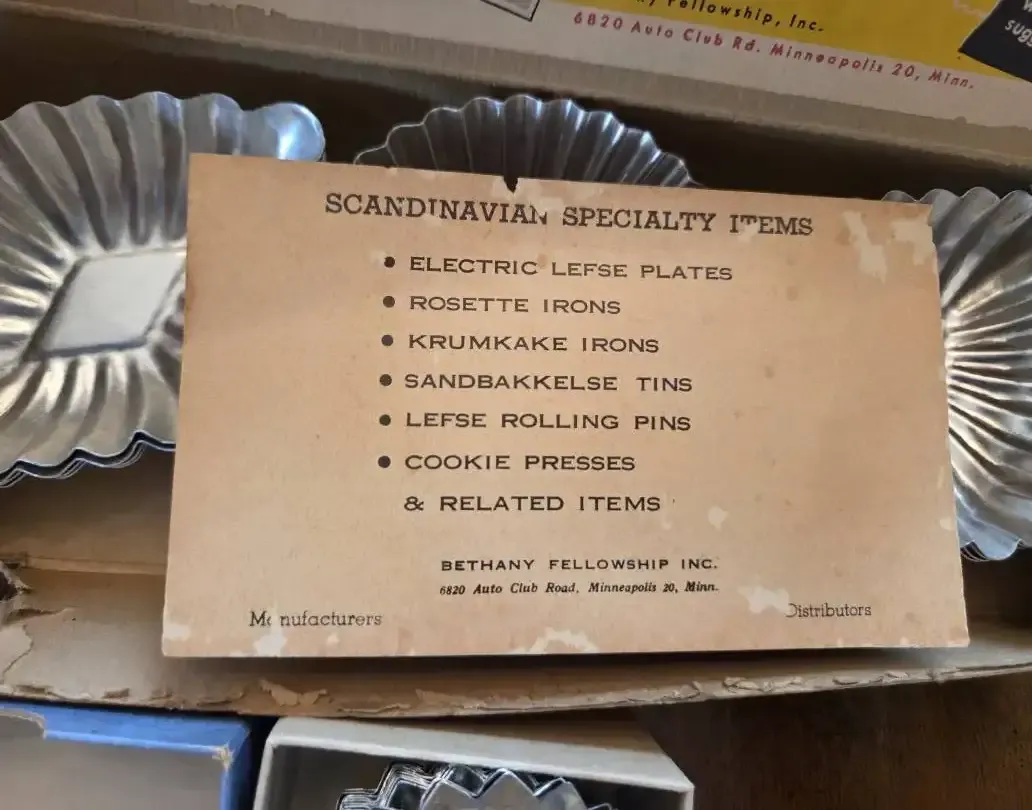 Fellowship, Inc.
6820 Auto Club Rd. Minneapolis 20, Minn.
SCANDINAVIAN SPECIALTY ITEMS
• ELECTRIC LEFSE PLATES
• ROSETTE IRONS
• KRUMKAKE IRONS
• SANDBAKKELSE TINS
• LEFSE ROLLING PINS
• COOKIE PRESSES
& RELATED ITEMS
BETHANY FELLOWSHIP INC.
6820 Auto Club Road, Minneapolis 20, Minn.
Manufacturers Distributors